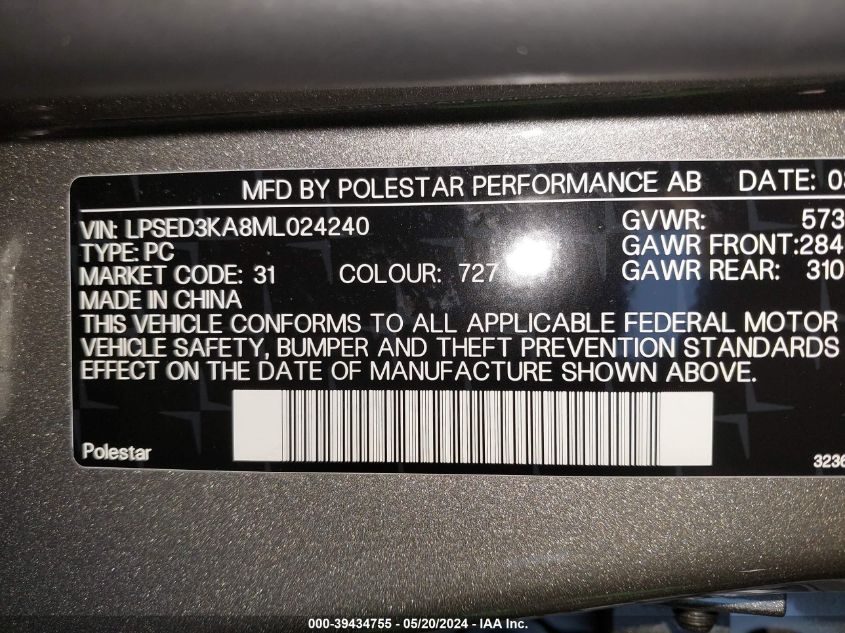 MFD BY POLESTAR PERFORMANCE AB DATE: 03
VIN: LPSED3KA8ML024240 GVWR: 573
TYPE: PC GAWR FRONT:284
MARKET CODE: 31 COLOUR: 727 GAWR REAR: 310
MADE IN CHINA
THIS VEHICLE CONFORMS TO ALL APPLICABLE FEDERAL MOTOR
VEHICLE SAFETY, BUMPER AND THEFT PREVENTION STANDARDS
EFFECT ON THE DATE OF MANUFACTURE SHOWN ABOVE.
Polestar 3236
000-39434755 - 05/20/2024 - IAA Inc.